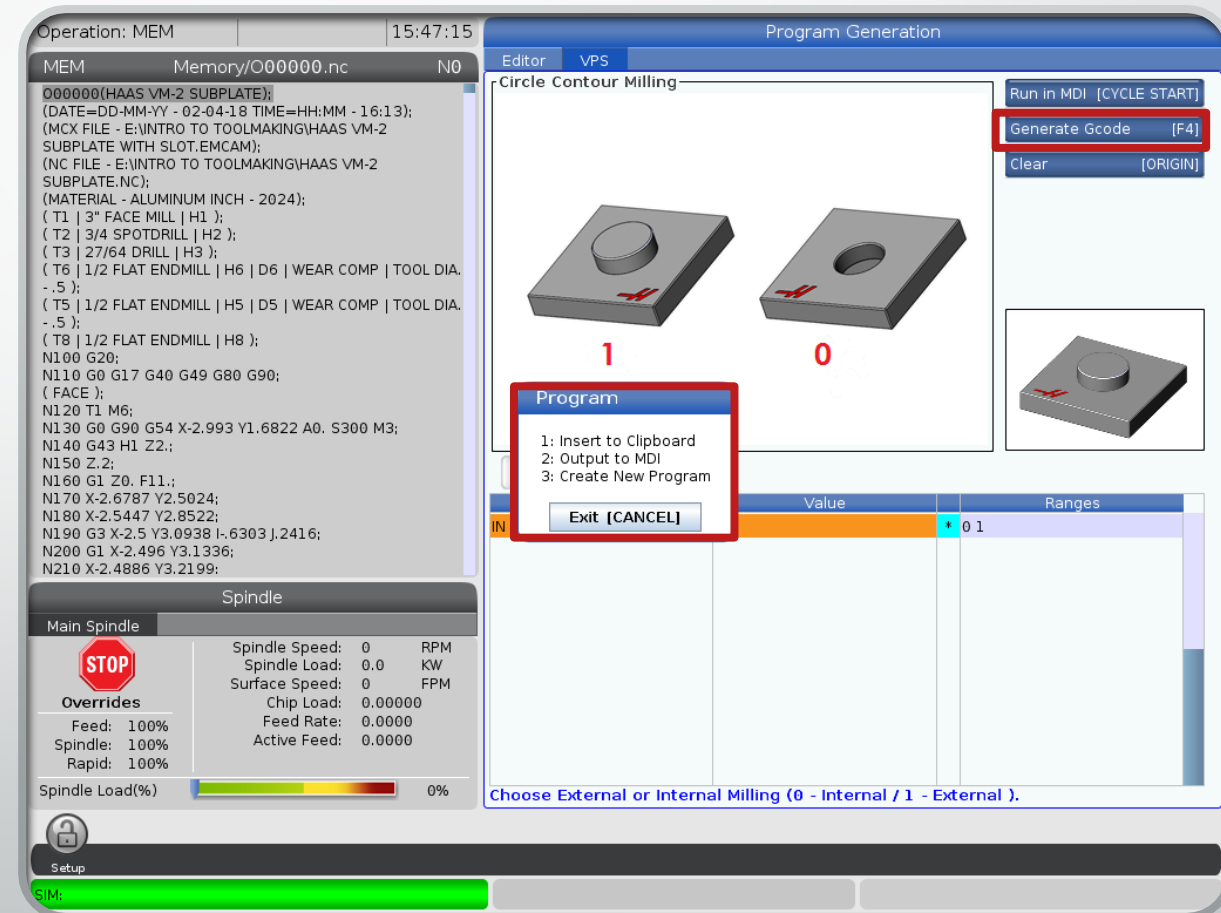 Operation: MEM
15:47:15
MEM Memory/O00000.nc N0
O00000(HAAS VM-2 SUBPLATE);
(DATE=DD-MM-YY - 02-04-18 TIME=HH:MM - 16:13);
(MCX FILE - E:\INTRO TO TOOLMAKING\HAAS VM-2
SUBPLATE WITH SLOT.EMCAM);
(NC FILE - E:\INTRO TO TOOLMAKING\HAAS VM-2
SUBPLATE.NC);
(MATERIAL - ALUMINUM INCH - 2024);
( T1 | 3" FACE MILL | H1 );
( T2 | 3/4 SPOTDRILL | H2 );
( T3 | 27/64 DRILL | H3 );
( T6 | 1/2 FLAT ENDMILL | H6 | D6 | WEAR COMP | TOOL DIA.
- .5 );
( T5 | 1/2 FLAT ENDMILL | H5 | D5 | WEAR COMP | TOOL DIA.
- .5 );
( T8 | 1/2 FLAT ENDMILL | H8 );
N100 G20;
N110 G0 G17 G40 G49 G80 G90;
( FACE );
N120 T1 M6;
N130 G0 G90 G54 X-2.993 Y1.6822 A0. S300 M3;
N140 G43 H1 Z2.;
N150 Z.2;
N160 G1 Z0. F11.;
N170 X-2.6787 Y2.5024;
N180 X-2.5447 Y2.8522;
N190 G3 X-2.5 Y3.0938 I-.6303 J.2416;
N200 G1 X-2.496 Y3.1336;
N210 X-2.4886 Y3.2199;
Spindle
Main Spindle
STOP
Overrides
Feed: 100%
Spindle: 100%
Rapid: 100%
Spindle Speed: 0 RPM
Spindle Load: 0.0 KW
Surface Speed: 0 FPM
Chip Load: 0.00000
Feed Rate: 0.0000
Active Feed: 0.0000
Spindle Load(%) 0%
Program Generation
Editor VPS
Circle Contour Milling
Run in MDI [CYCLE START]
Generate Gcode [F4]
Clear [ORIGIN]
1 0
Program
1: Insert to Clipboard
2: Output to MDI
3: Create New Program
Exit [CANCEL]
Value Ranges
IN * 0 1
Choose External or Internal Milling (0 - Internal / 1 - External ).
Setup
SIM: